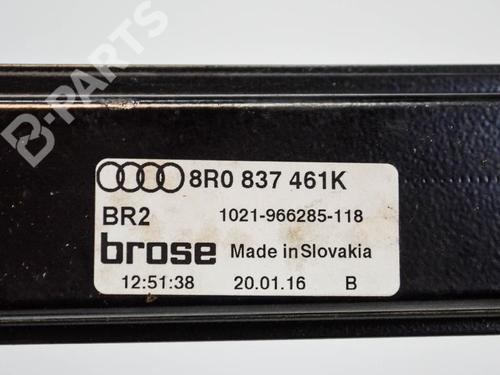 B-PARTS
8R0 837 461K
BR2 1021-966285-118
brose Made in Slovakia
12:51:38 20.01.16 B